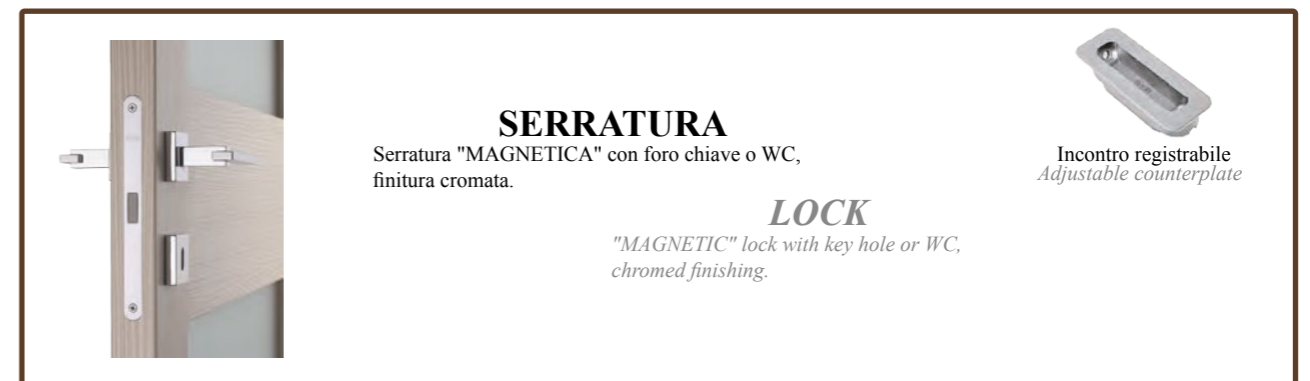 SERRATURA
Serratura "MAGNETICA" con foro chiave o WC,
finitura cromata.
LOCK
"MAGNETIC" lock with key hole or WC,
chromed finishing.
Incontro registrabile
Adjustable counterplate